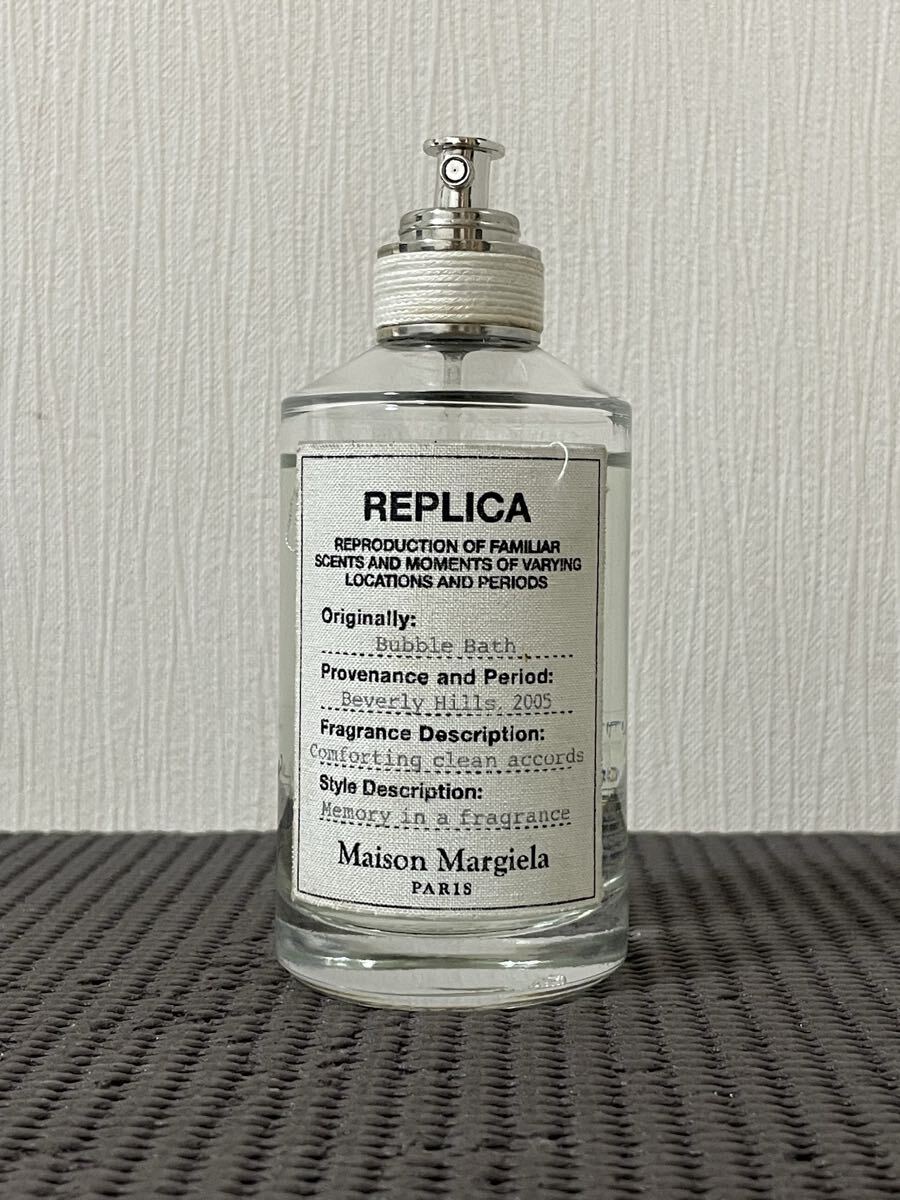 REPLICA
REPRODUCTION OF FAMILIAR
SCENTS AND MOMENTS OF VARYING
LOCATIONS AND PERIODS
Originally:
Bubble Bath
Provenance and Period:
Beverly Hills, 2005
Fragrance Description:
Comforting clean accords
Style Description:
Memory in a fragrance
Maison Margiela
PARIS